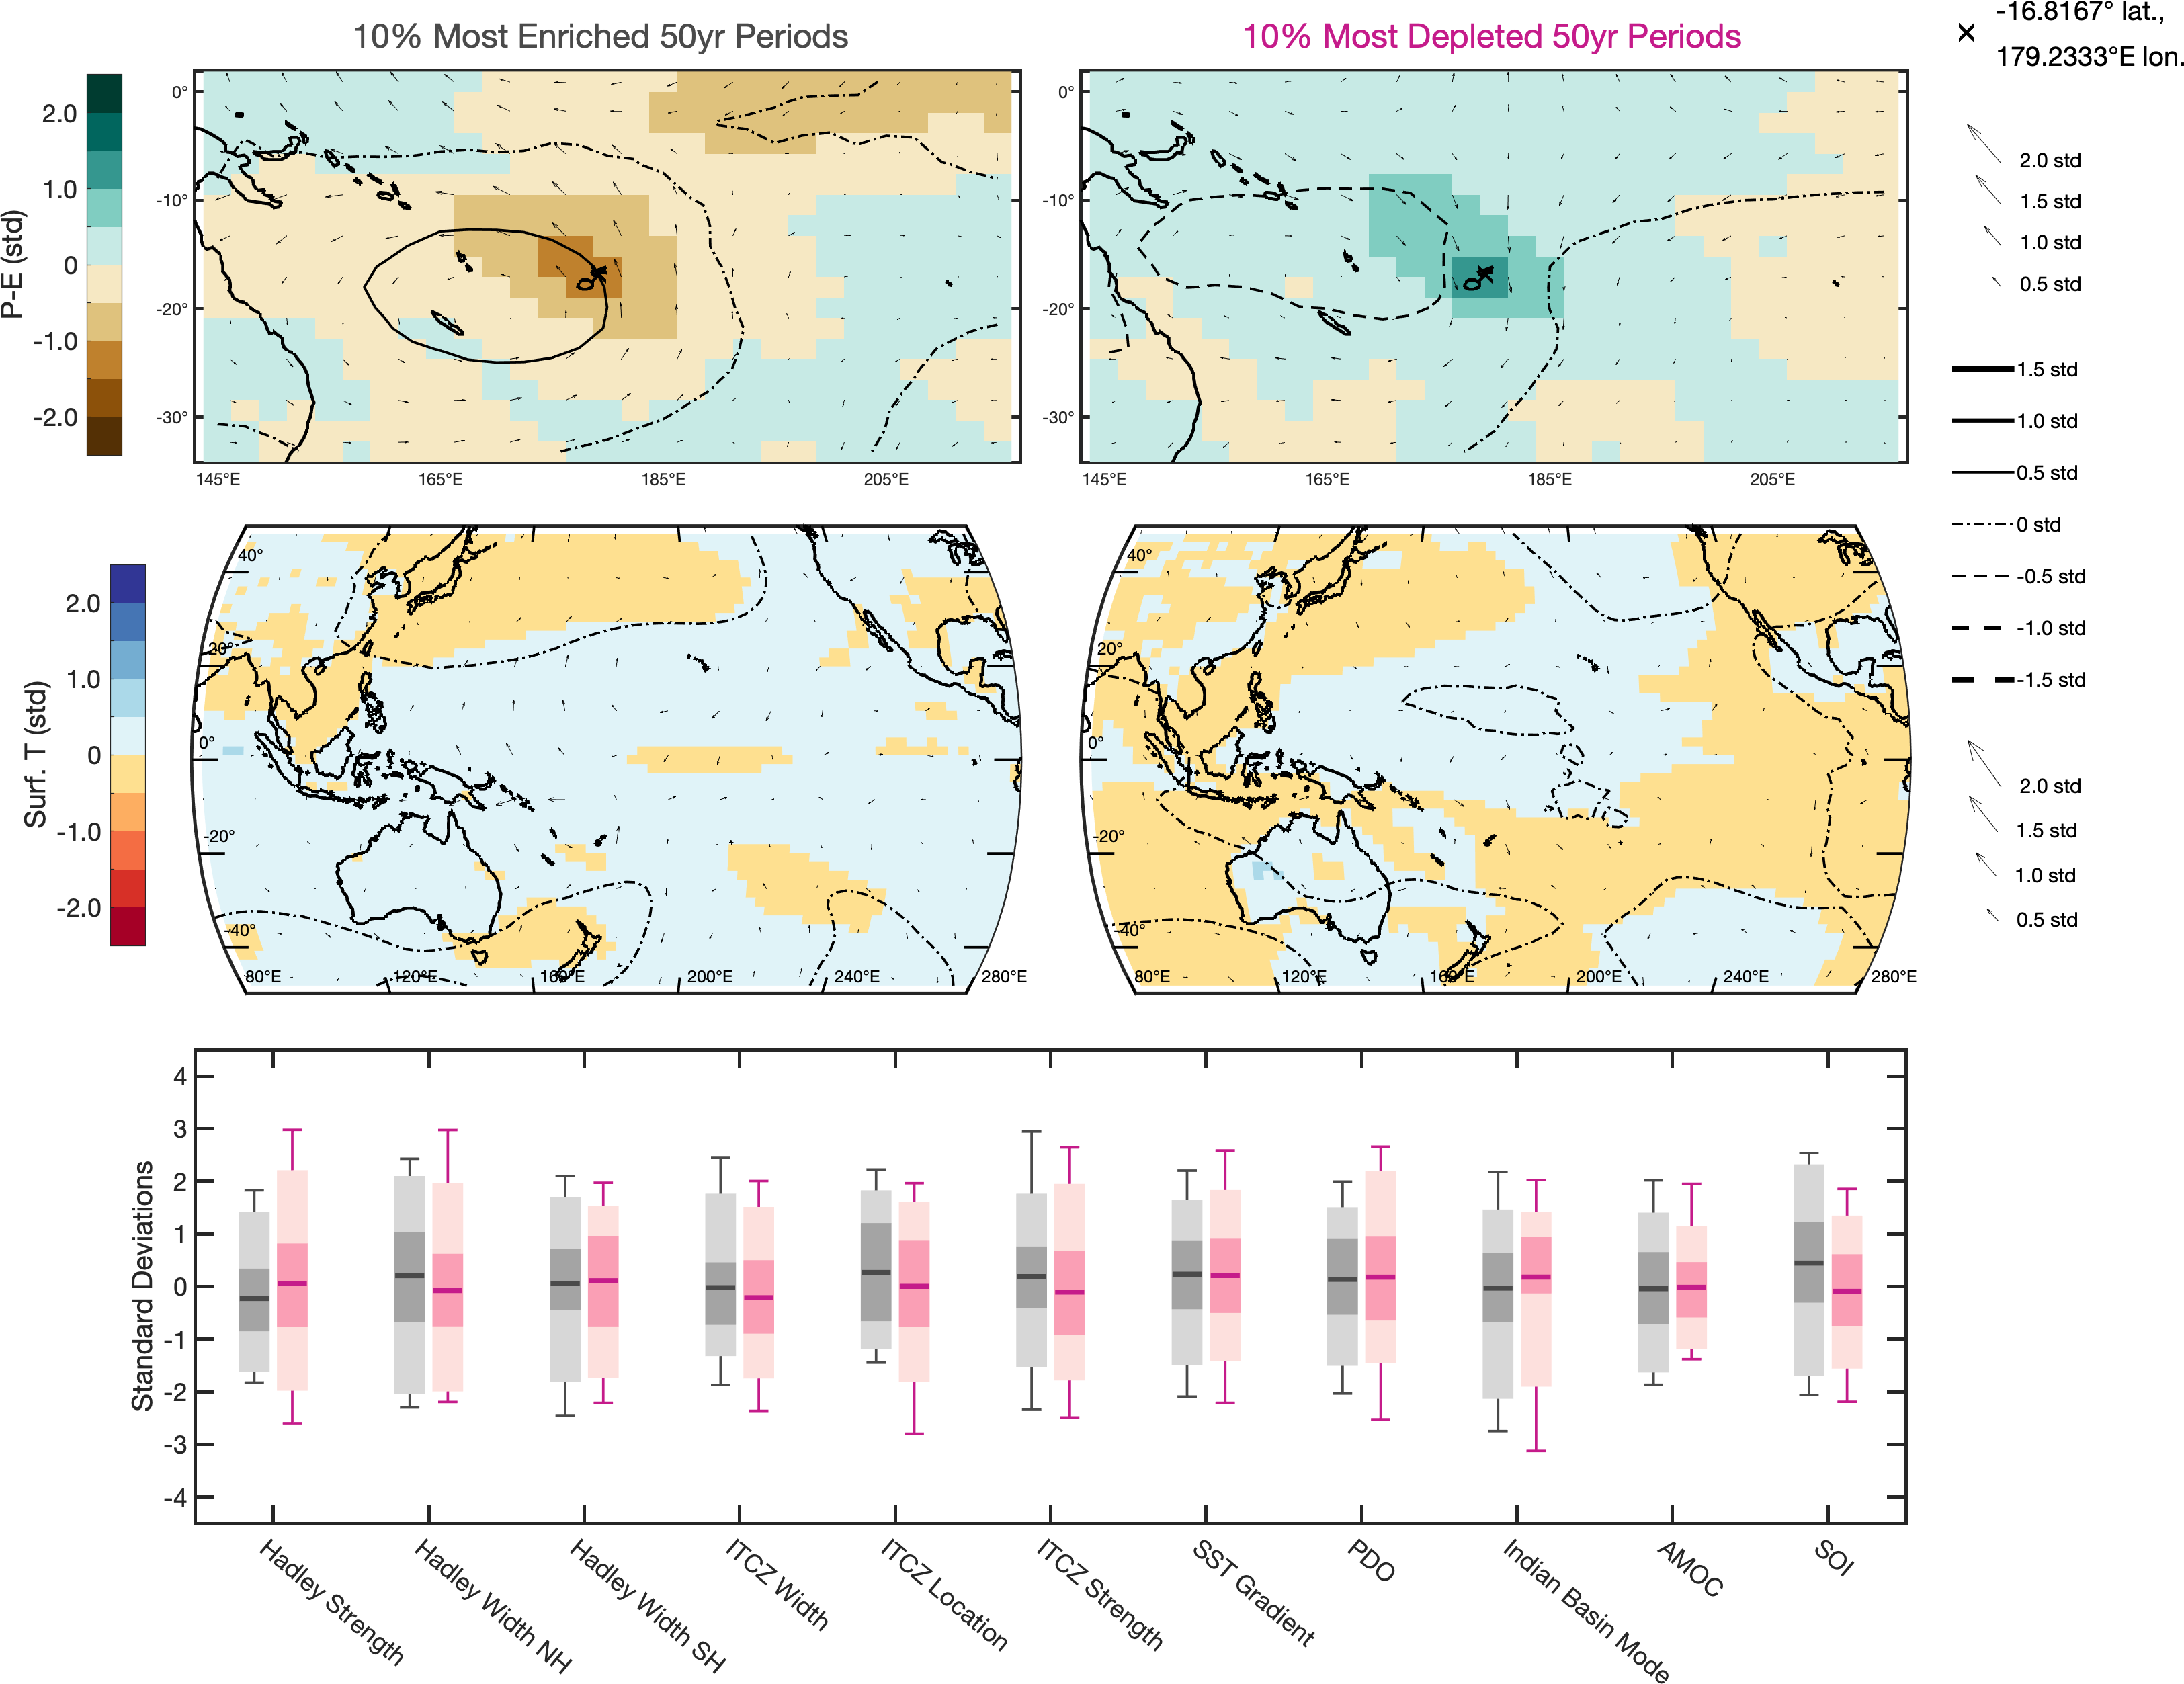 10% Most Enriched 50yr Periods
10% Most Depleted 50yr Periods
-16.8167° lat.,
179.2333°E lon.
P-E (std)
2.0
1.0
0
-1.0
-2.0
0°
-10°
-20°
-30°
145°E
165°E
185°E
205°E
0°
-10°
-20°
-30°
145°E
165°E
185°E
205°E
2.0 std
1.5 std
1.0 std
0.5 std
1.5 std
1.0 std
0.5 std
0 std
-0.5 std
-1.0 std
-1.5 std
Surf. T (std)
2.0
1.0
0
-1.0
-2.0
40°
20°
0°
-20°
-40°
80°E
120°E
160°E
200°E
240°E
280°E
40°
20°
0°
-20°
-40°
80°E
120°E
160°E
200°E
240°E
280°E
2.0 std
1.5 std
1.0 std
0.5 std
Standard Deviations
4
3
2
1
0
-1
-2
-3
-4
Hadley Strength
Hadley Width NH
Hadley Width SH
ITCZ Width
ITCZ Location
ITCZ Strength
SST Gradient
PDO
Indian Basin Mode
AMOC
SOI